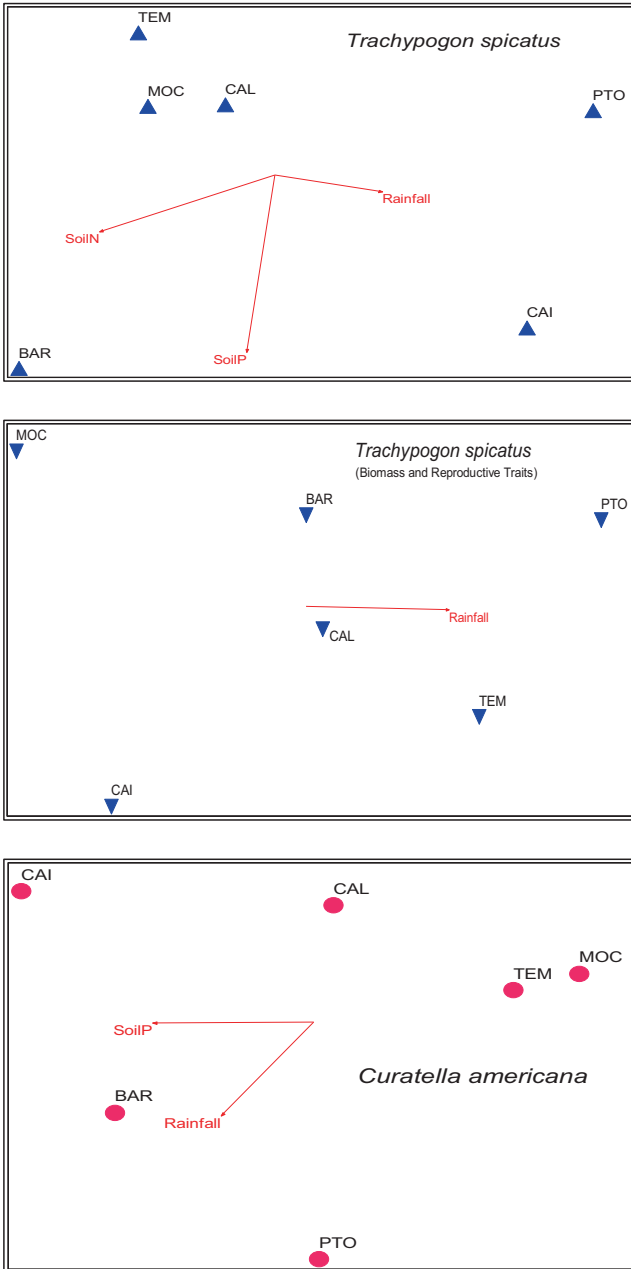 TEM
Trachypogon spicatus
MOC
CAL
PTO
Rainfall
SoilN
CAI
BAR
SoilP
MOC
Trachypogon spicatus
(Biomass and Reproductive Traits)
BAR
PTO
Rainfall
CAL
TEM
CAI
CAI
CAL
MOC
TEM
SoilP
Curatella americana
BAR
Rainfall
PTO